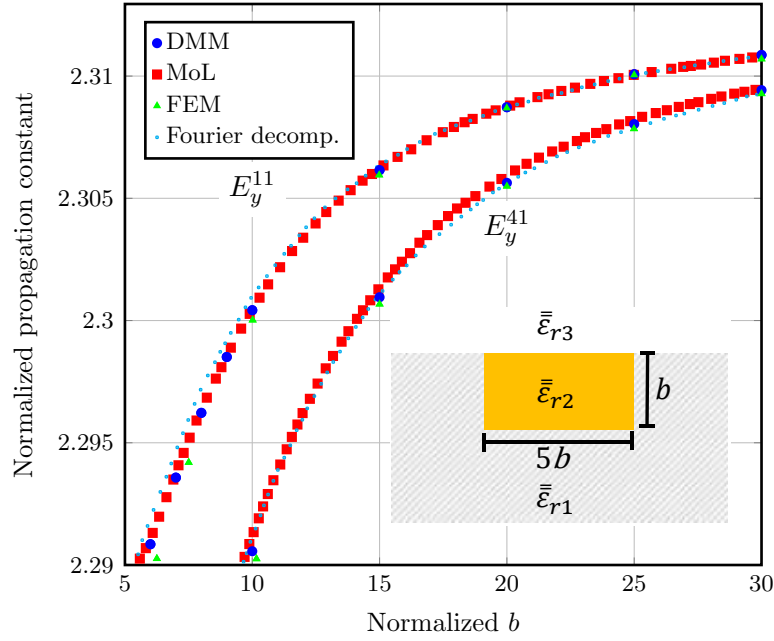 DMM
MoL
FEM
Fourier decomp.
E_y^{11}
E_y^{41}
ε̿_{r3}
ε̿_{r2}
b
5b
ε̿_{r1}
2.31
2.305
2.3
2.295
2.29
5 10 15 20 25 30
Normalized b
Normalized propagation constant